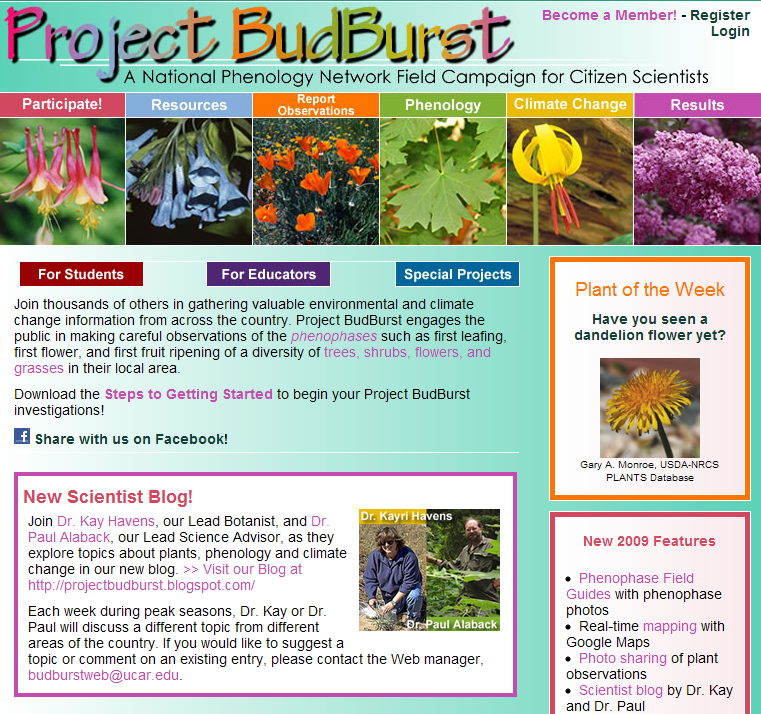 Project BudBurst
Become a Member! - Register
Login
A National Phenology Network Field Campaign for Citizen Scientists
Participate!
Resources
Report
Observations
Phenology
Climate Change
Results
For Students
For Educators
Special Projects
Join thousands of others in gathering valuable environmental and climate
change information from across the country. Project BudBurst engages the
public in making careful observations of the phenophases such as first leafing,
first flower, and first fruit ripening of a diversity of trees, shrubs, flowers, and
grasses in their local area.
Download the Steps to Getting Started to begin your Project BudBurst
investigations!
f Share with us on Facebook!
New Scientist Blog!
Join Dr. Kay Havens, our Lead Botanist, and Dr.
Paul Alaback, our Lead Science Advisor, as they
explore topics about plants, phenology and climate
change in our new blog. >> Visit our Blog at
http://projectbudburst.blogspot.com/
Each week during peak seasons, Dr. Kay or Dr.
Paul will discuss a different topic from different
areas of the country. If you would like to suggest a
topic or comment on an existing entry, please contact the Web manager,
budburstweb@ucar.edu.
Dr. Kayri Havens
Dr. Paul Alaback
Plant of the Week
Have you seen a
dandelion flower yet?
Gary A. Monroe, USDA-NRCS
PLANTS Database
New 2009 Features
• Phenophase Field
Guides with phenophase
photos
• Real-time mapping with
Google Maps
• Photo sharing of plant
observations
• Scientist blog by Dr. Kay
and Dr. Paul